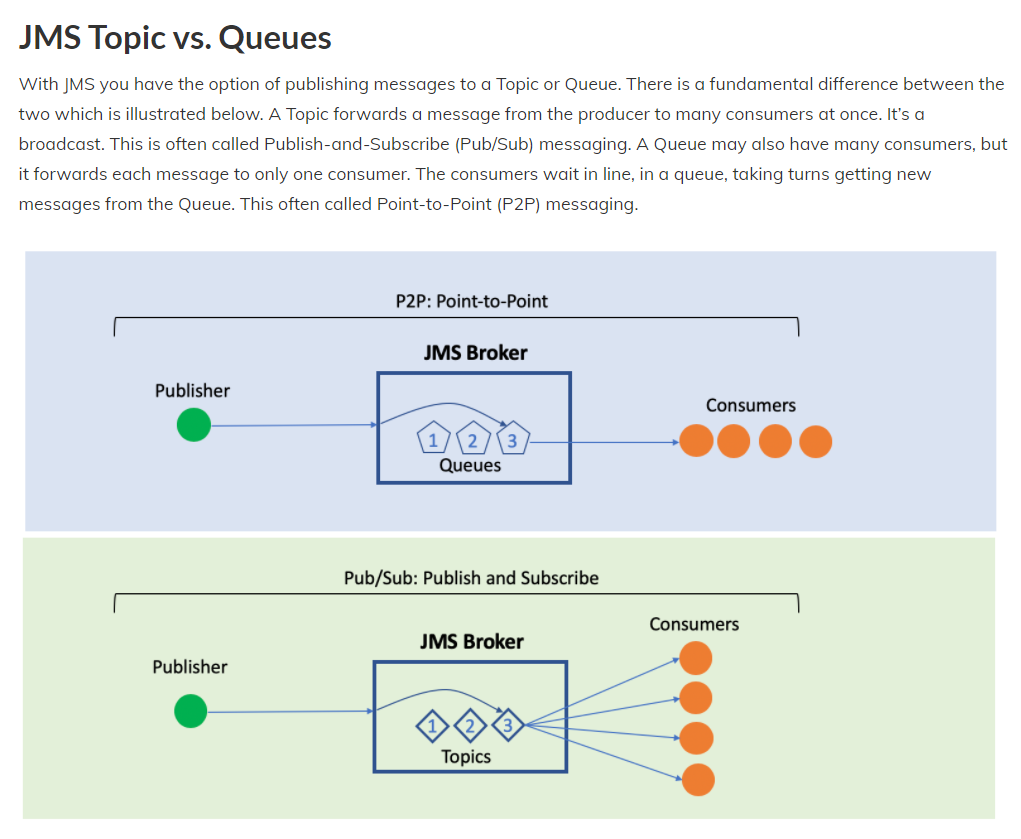 JMS Topic vs. Queues
With JMS you have the option of publishing messages to a Topic or Queue. There is a fundamental difference between the
two which is illustrated below. A Topic forwards a message from the producer to many consumers at once. It’s a
broadcast. This is often called Publish-and-Subscribe (Pub/Sub) messaging. A Queue may also have many consumers, but
it forwards each message to only one consumer. The consumers wait in line, in a queue, taking turns getting new
messages from the Queue. This often called Point-to-Point (P2P) messaging.
P2P: Point-to-Point
JMS Broker
Publisher
Consumers
1 2 3
Queues
Pub/Sub: Publish and Subscribe
Consumers
JMS Broker
Publisher
1 2 3
Topics